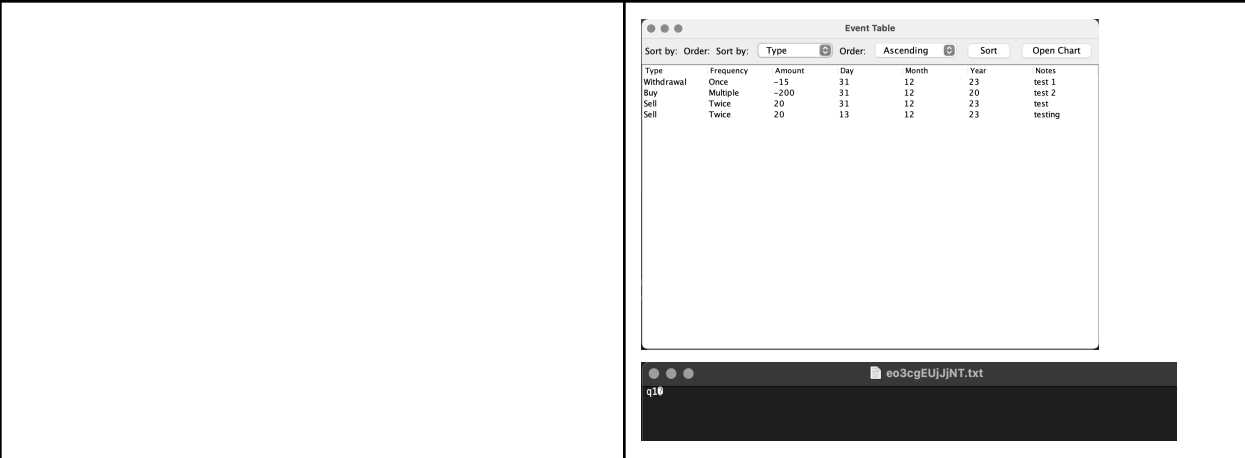 Event Table
Sort by: Order: Sort by: Type Order: Ascending Sort Open Chart
Type Frequency Amount Day Month Year Notes
Withdrawal Once -15 31 12 23 test 1
Buy Multiple -200 31 12 20 test 2
Sell Twice 20 31 12 23 test
Sell Twice 20 13 12 23 testing
eo3cgEUjJjNT.txt
q1�